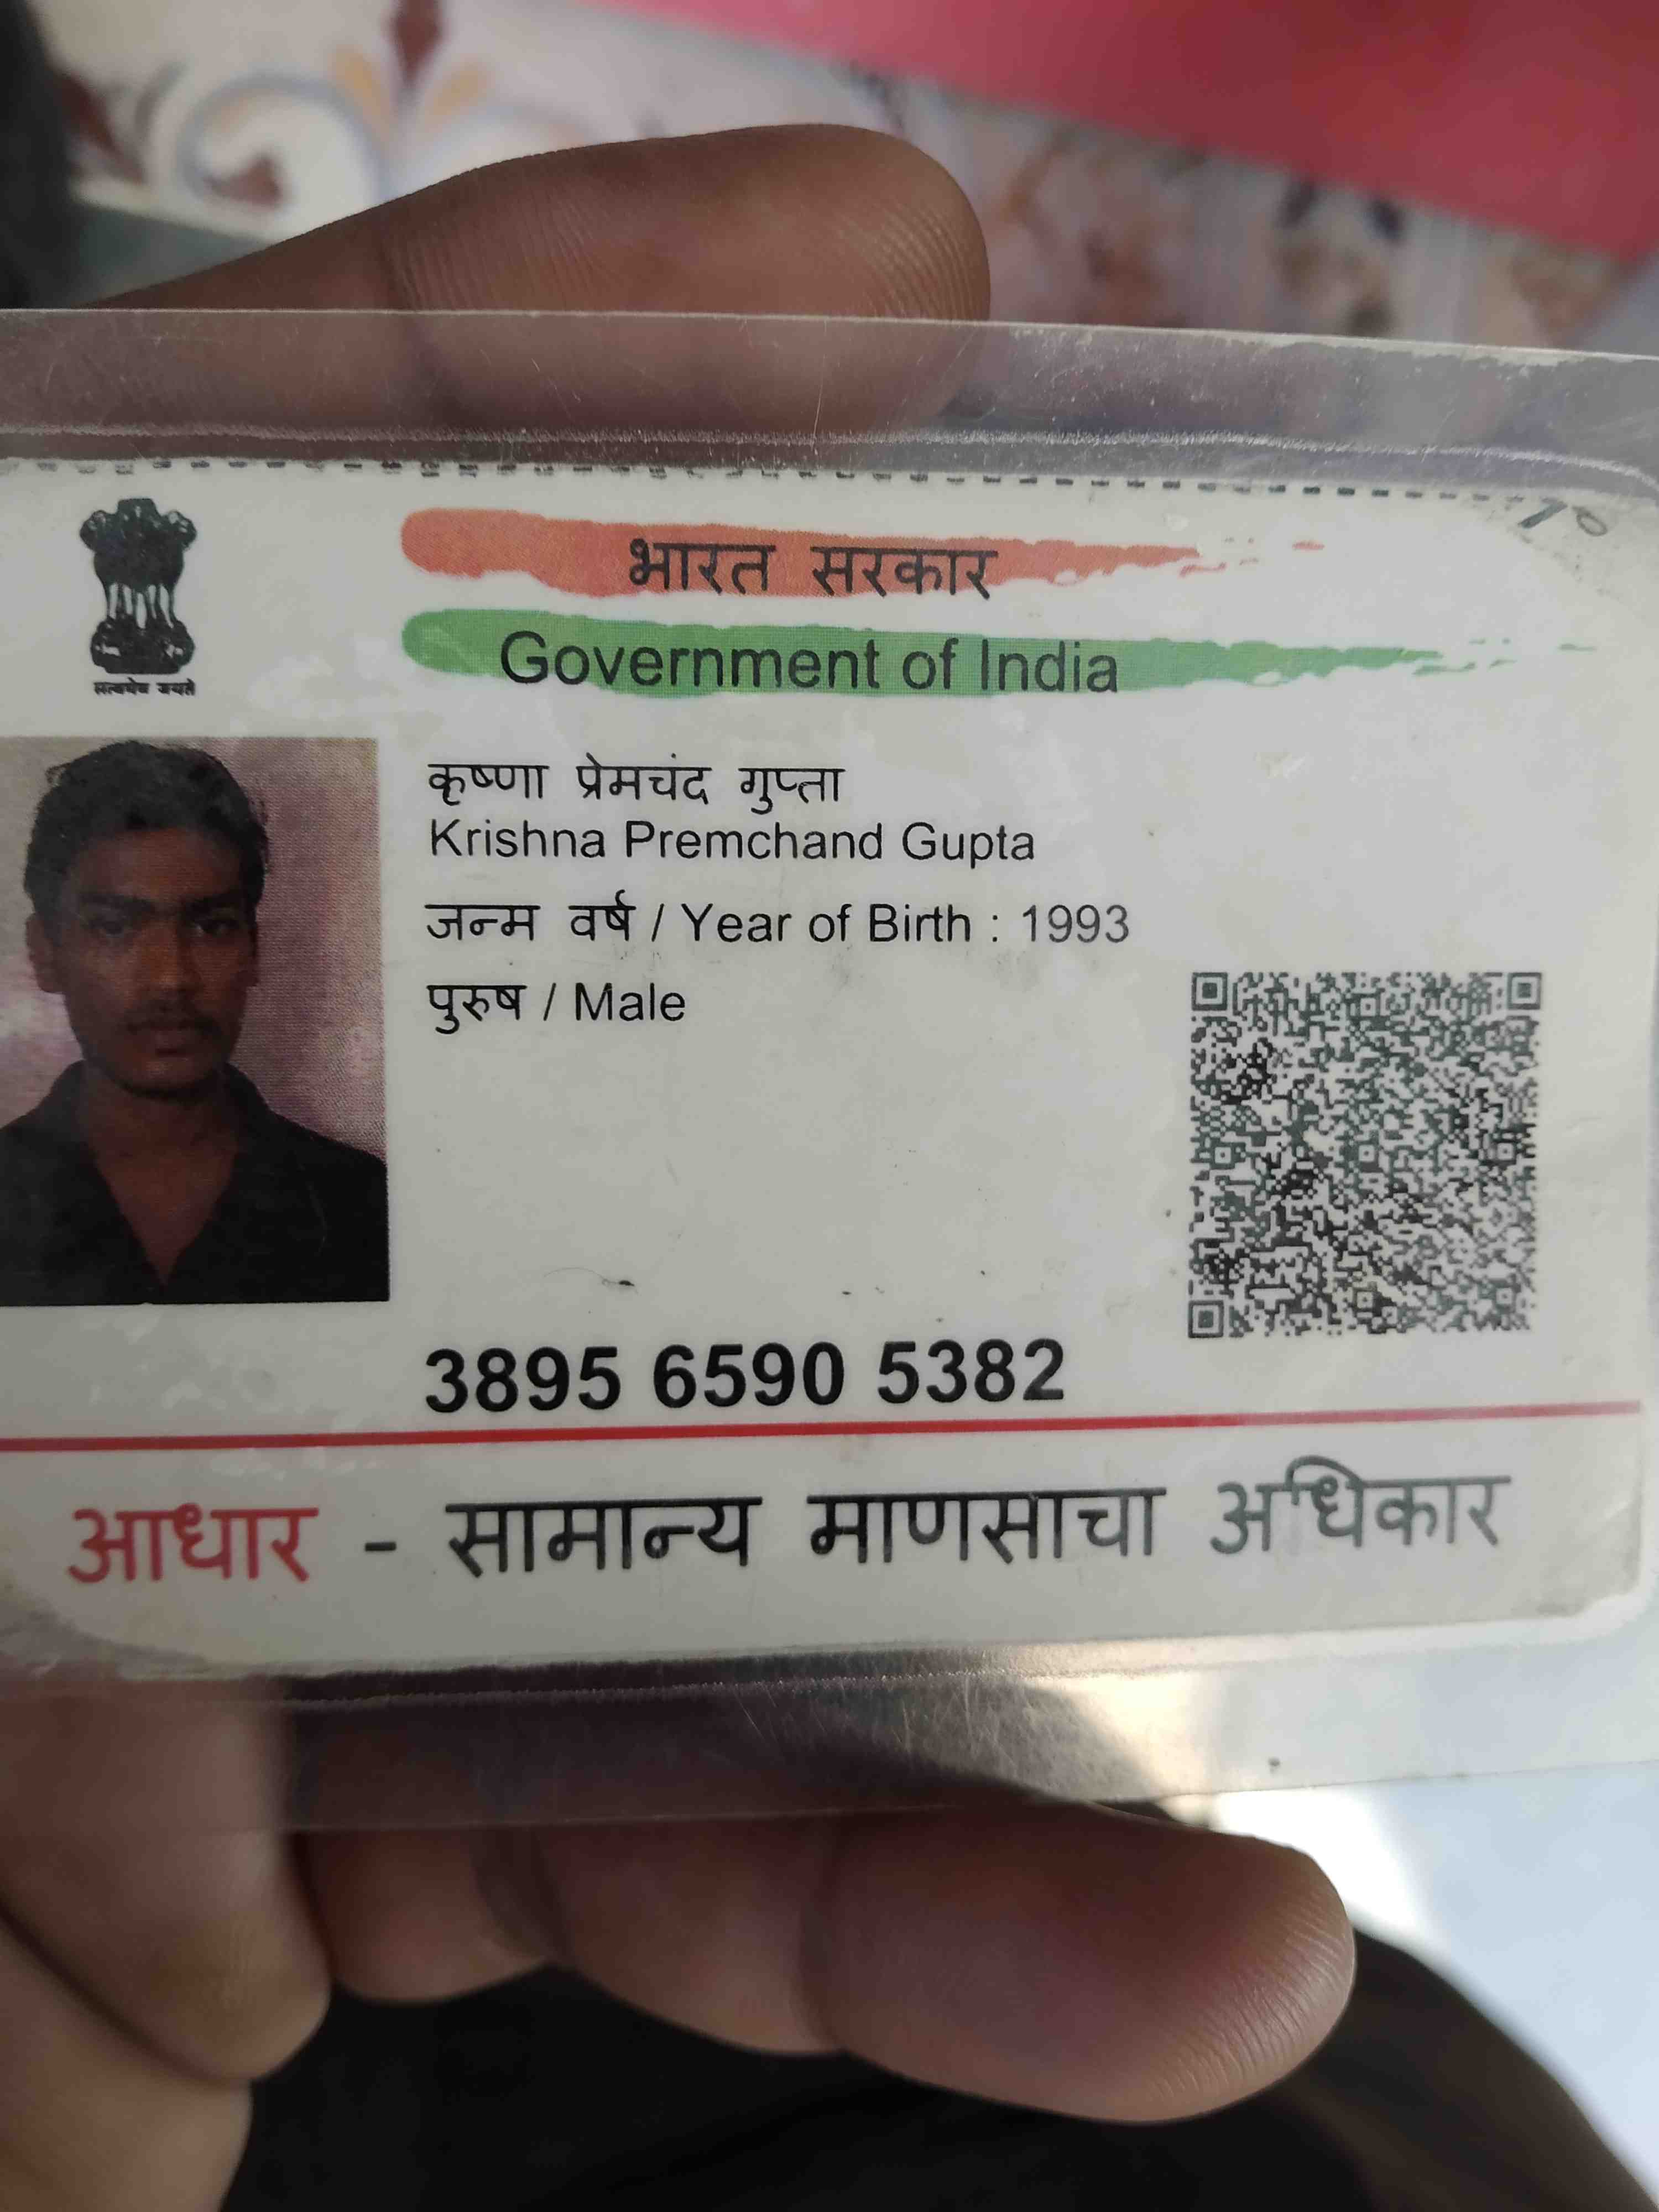 सत्यमेव जयते
भारत सरकार
Government of India
कृष्णा प्रेमचंद गुप्ता
Krishna Premchand Gupta
जन्म वर्ष / Year of Birth : 1993
पुरुष / Male
3895 6590 5382
आधार - सामान्य माणसाचा अधिकार